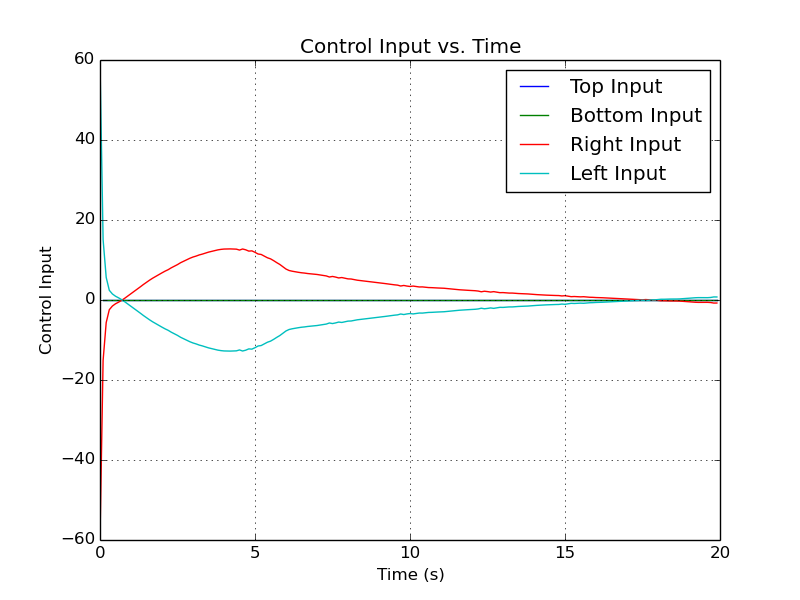 Control Input vs. Time
60
40
20
0
−20
−40
−60
Control Input
Top Input
Bottom Input
Right Input
Left Input
0 5 10 15 20
Time (s)